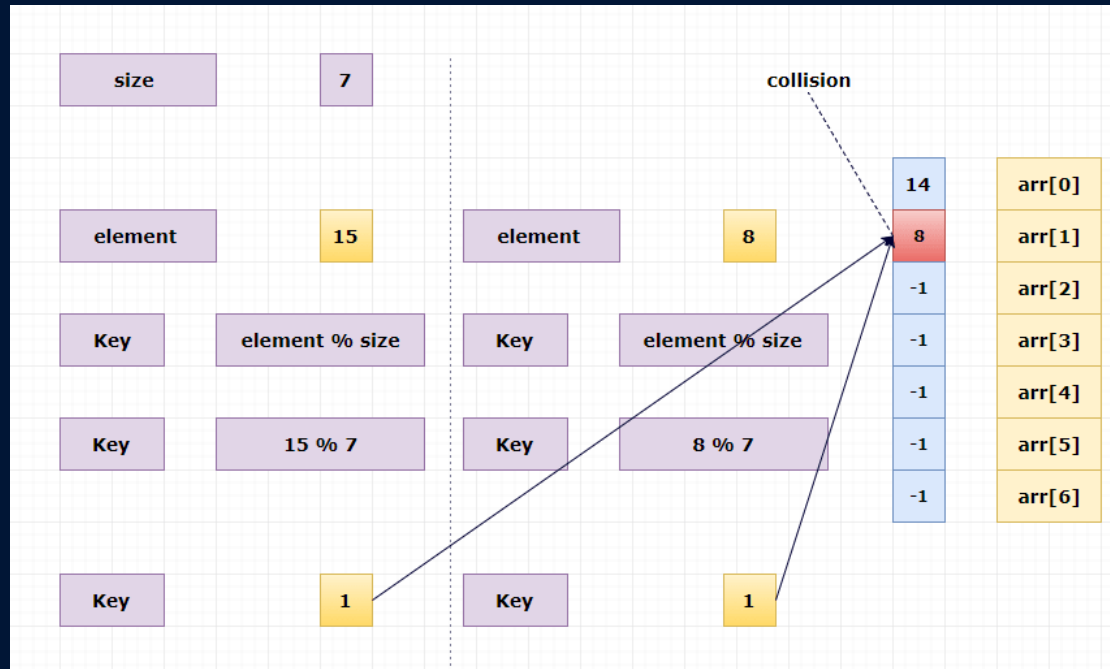 size 7 collision
14 arr[0]
element 15 element 8 8 arr[1]
-1 arr[2]
Key element % size Key element % size -1 arr[3]
-1 arr[4]
Key 15 % 7 Key 8 % 7 -1 arr[5]
-1 arr[6]
Key 1 Key 1